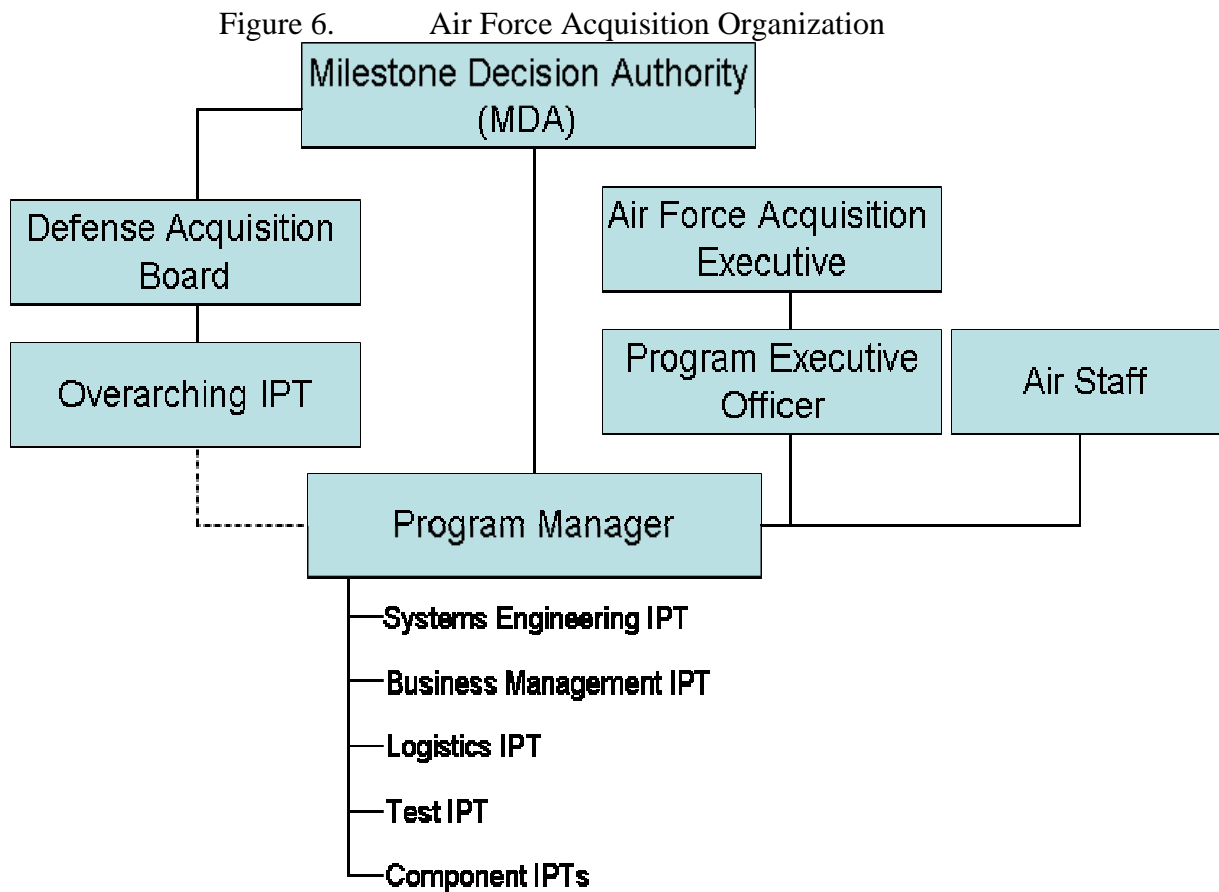 Figure 6. Air Force Acquisition Organization
Milestone Decision Authority
(MDA)
Defense Acquisition
Board
Air Force Acquisition
Executive
Overarching IPT
Program Executive
Officer
Air Staff
Program Manager
Systems Engineering IPT
Business Management IPT
Logistics IPT
Test IPT
Component IPTs